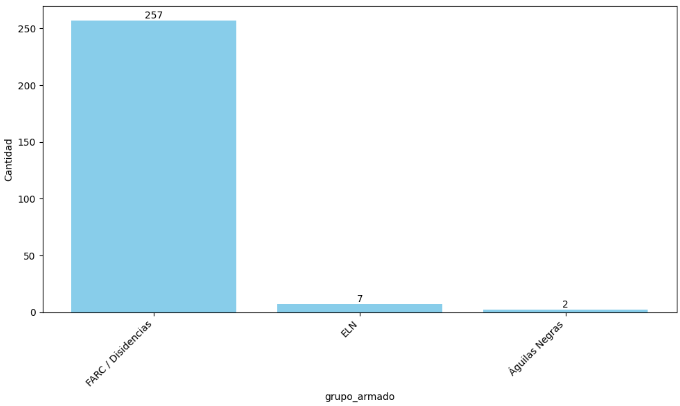 257
250
200
Cantidad
150
100
50
7
2
0
FARC / Disidencias
ELN
Águilas Negras
grupo_armado